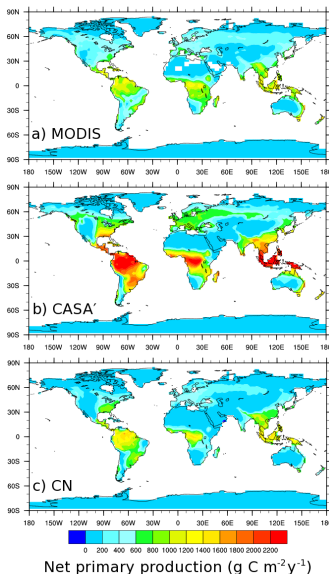 90N
60N
30N
0
30S
60S
90S
a) MODIS
180 150W 120W 90W 60W 30W 0 30E 60E 90E 120E 150E 180
90N
60N
30N
0
30S
60S
90S
b) CASA′
180 150W 120W 90W 60W 30W 0 30E 60E 90E 120E 150E 180
90N
60N
30N
0
30S
60S
90S
c) CN
180 150W 120W 90W 60W 30W 0 30E 60E 90E 120E 150E 180
0 200 400 600 800 1000 1200 1400 1600 1800 2000 2200
Net primary production (g C m⁻²y⁻¹)